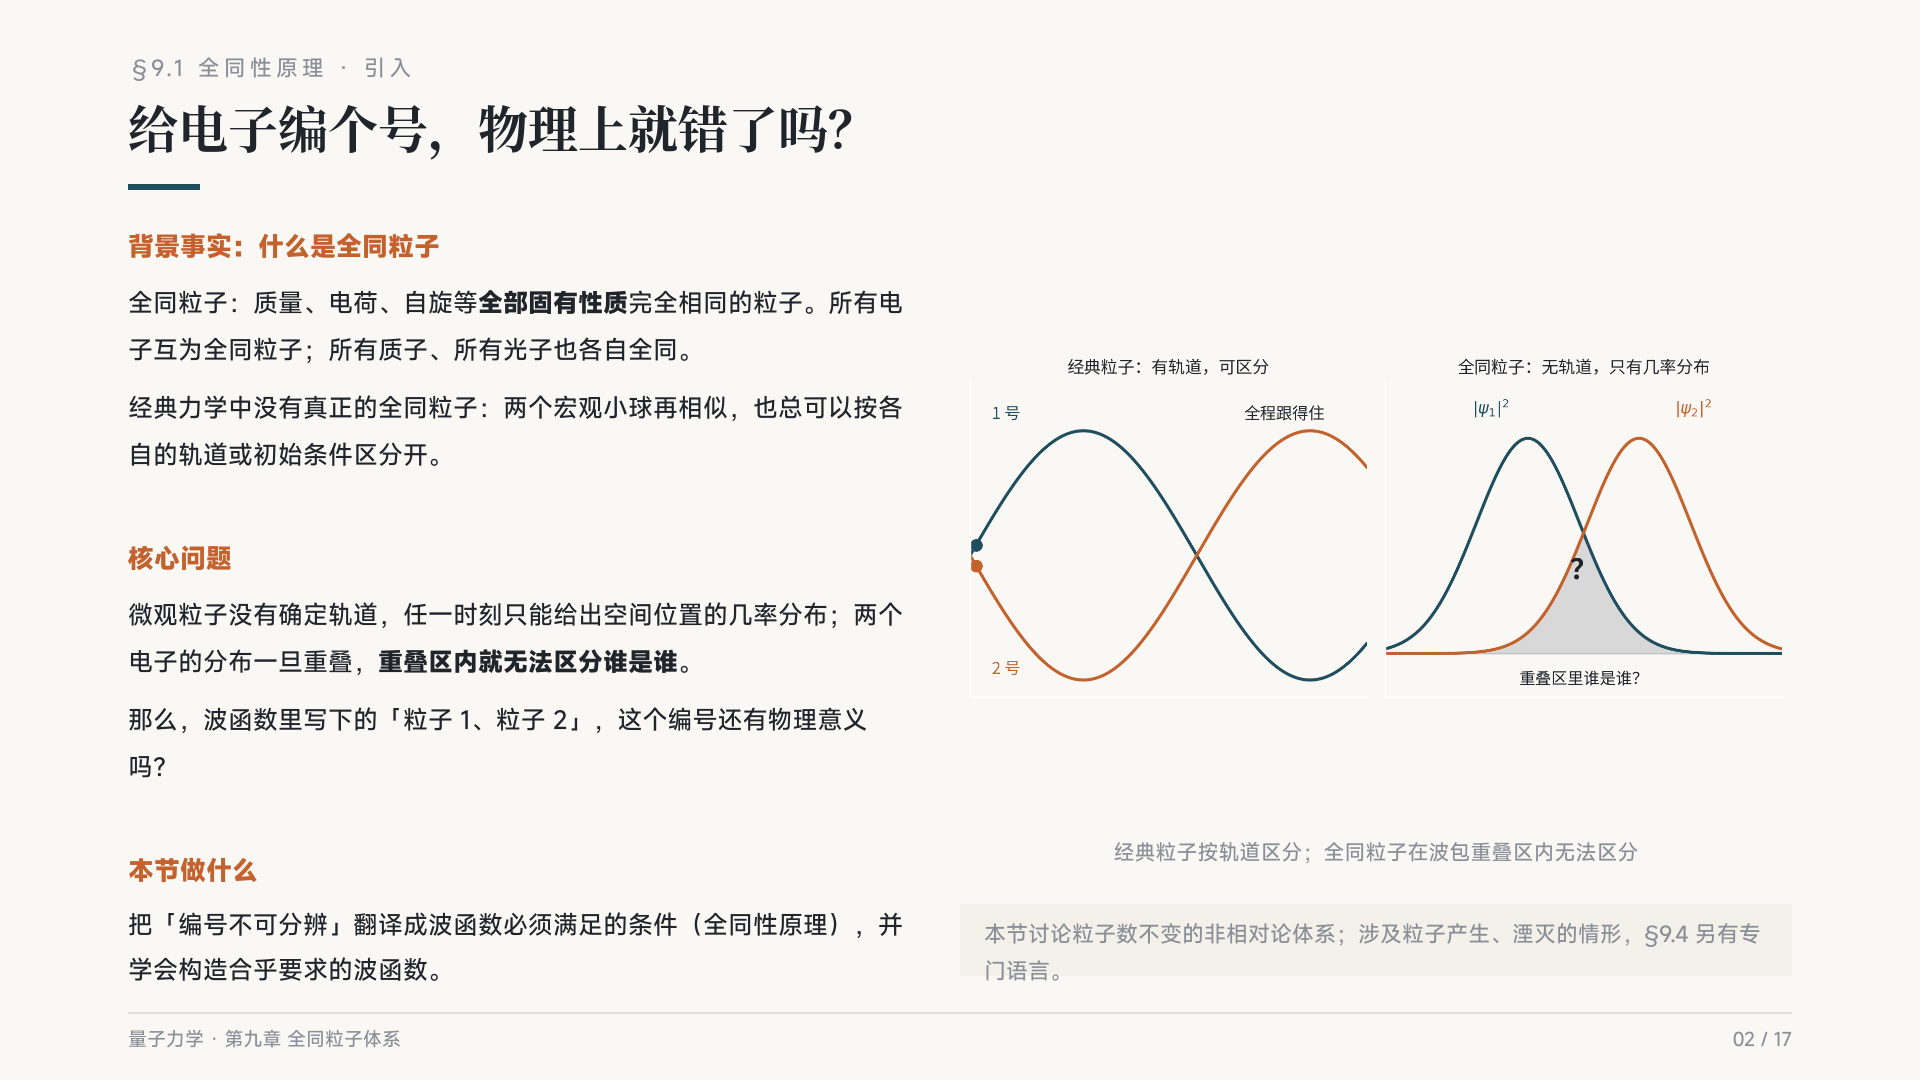 §9.1 全同性原理 · 引入
给电子编个号，物理上就错了吗？
背景事实：什么是全同粒子
全同粒子：质量、电荷、自旋等全部固有性质完全相同的粒子。所有电
子互为全同粒子；所有质子、所有光子也各自全同。
经典力学中没有真正的全同粒子：两个宏观小球再相似，也总可以按各
自的轨道或初始条件区分开。
核心问题
微观粒子没有确定轨道，任一时刻只能给出空间位置的几率分布；两个
电子的分布一旦重叠，重叠区内就无法区分谁是谁。
那么，波函数里写下的「粒子 1、粒子 2」，这个编号还有物理意义
吗？
本节做什么
把「编号不可分辨」翻译成波函数必须满足的条件（全同性原理），并
学会构造合乎要求的波函数。
经典粒子：有轨道，可区分
1 号
全程跟得住
2 号
全同粒子：无轨道，只有几率分布
|ψ₁|²
|ψ₂|²
?
重叠区里谁是谁？
经典粒子按轨道区分；全同粒子在波包重叠区内无法区分
本节讨论粒子数不变的非相对论体系；涉及粒子产生、湮灭的情形，§9.4 另有专
门语言。
量子力学 · 第九章 全同粒子体系
02 / 17